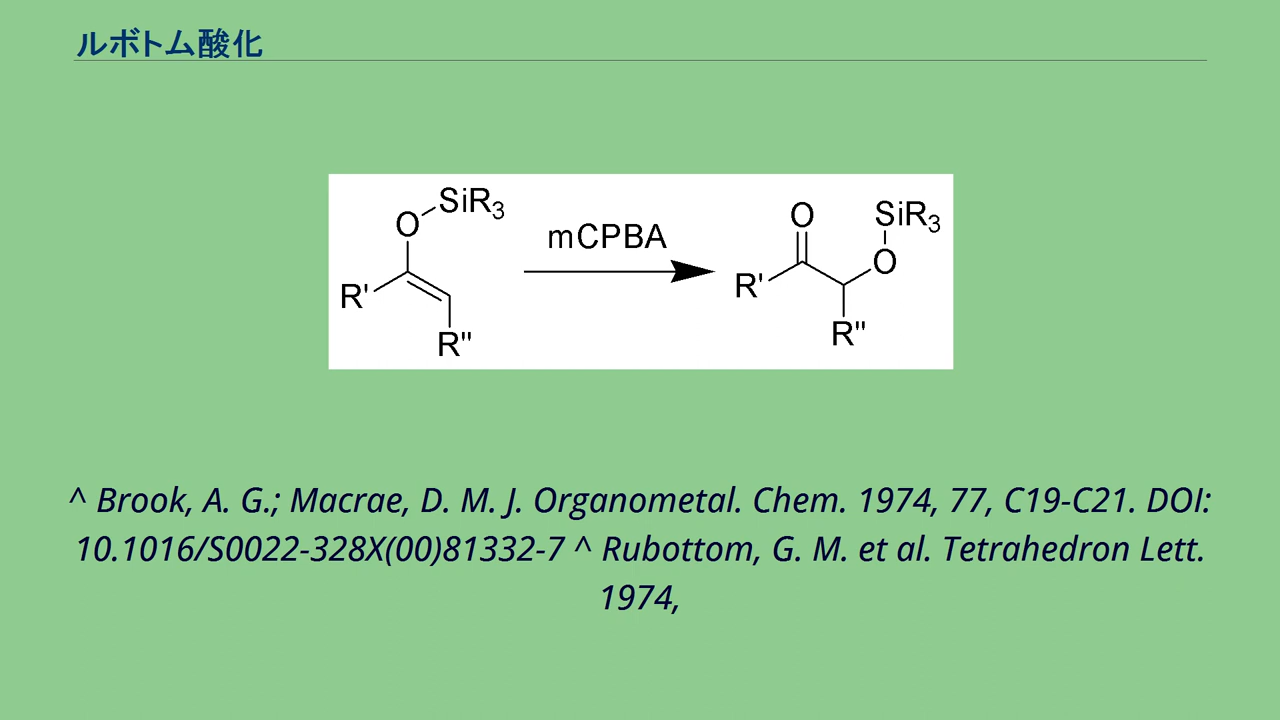 ルボトム酸化
SiR3
O
R'
R"
mCPBA
O
SiR3
O
R'
R"
^ Brook, A. G.; Macrae, D. M. J. Organometal. Chem. 1974, 77, C19-C21. DOI:
10.1016/S0022-328X(00)81332-7 ^ Rubottom, G. M. et al. Tetrahedron Lett.
1974,